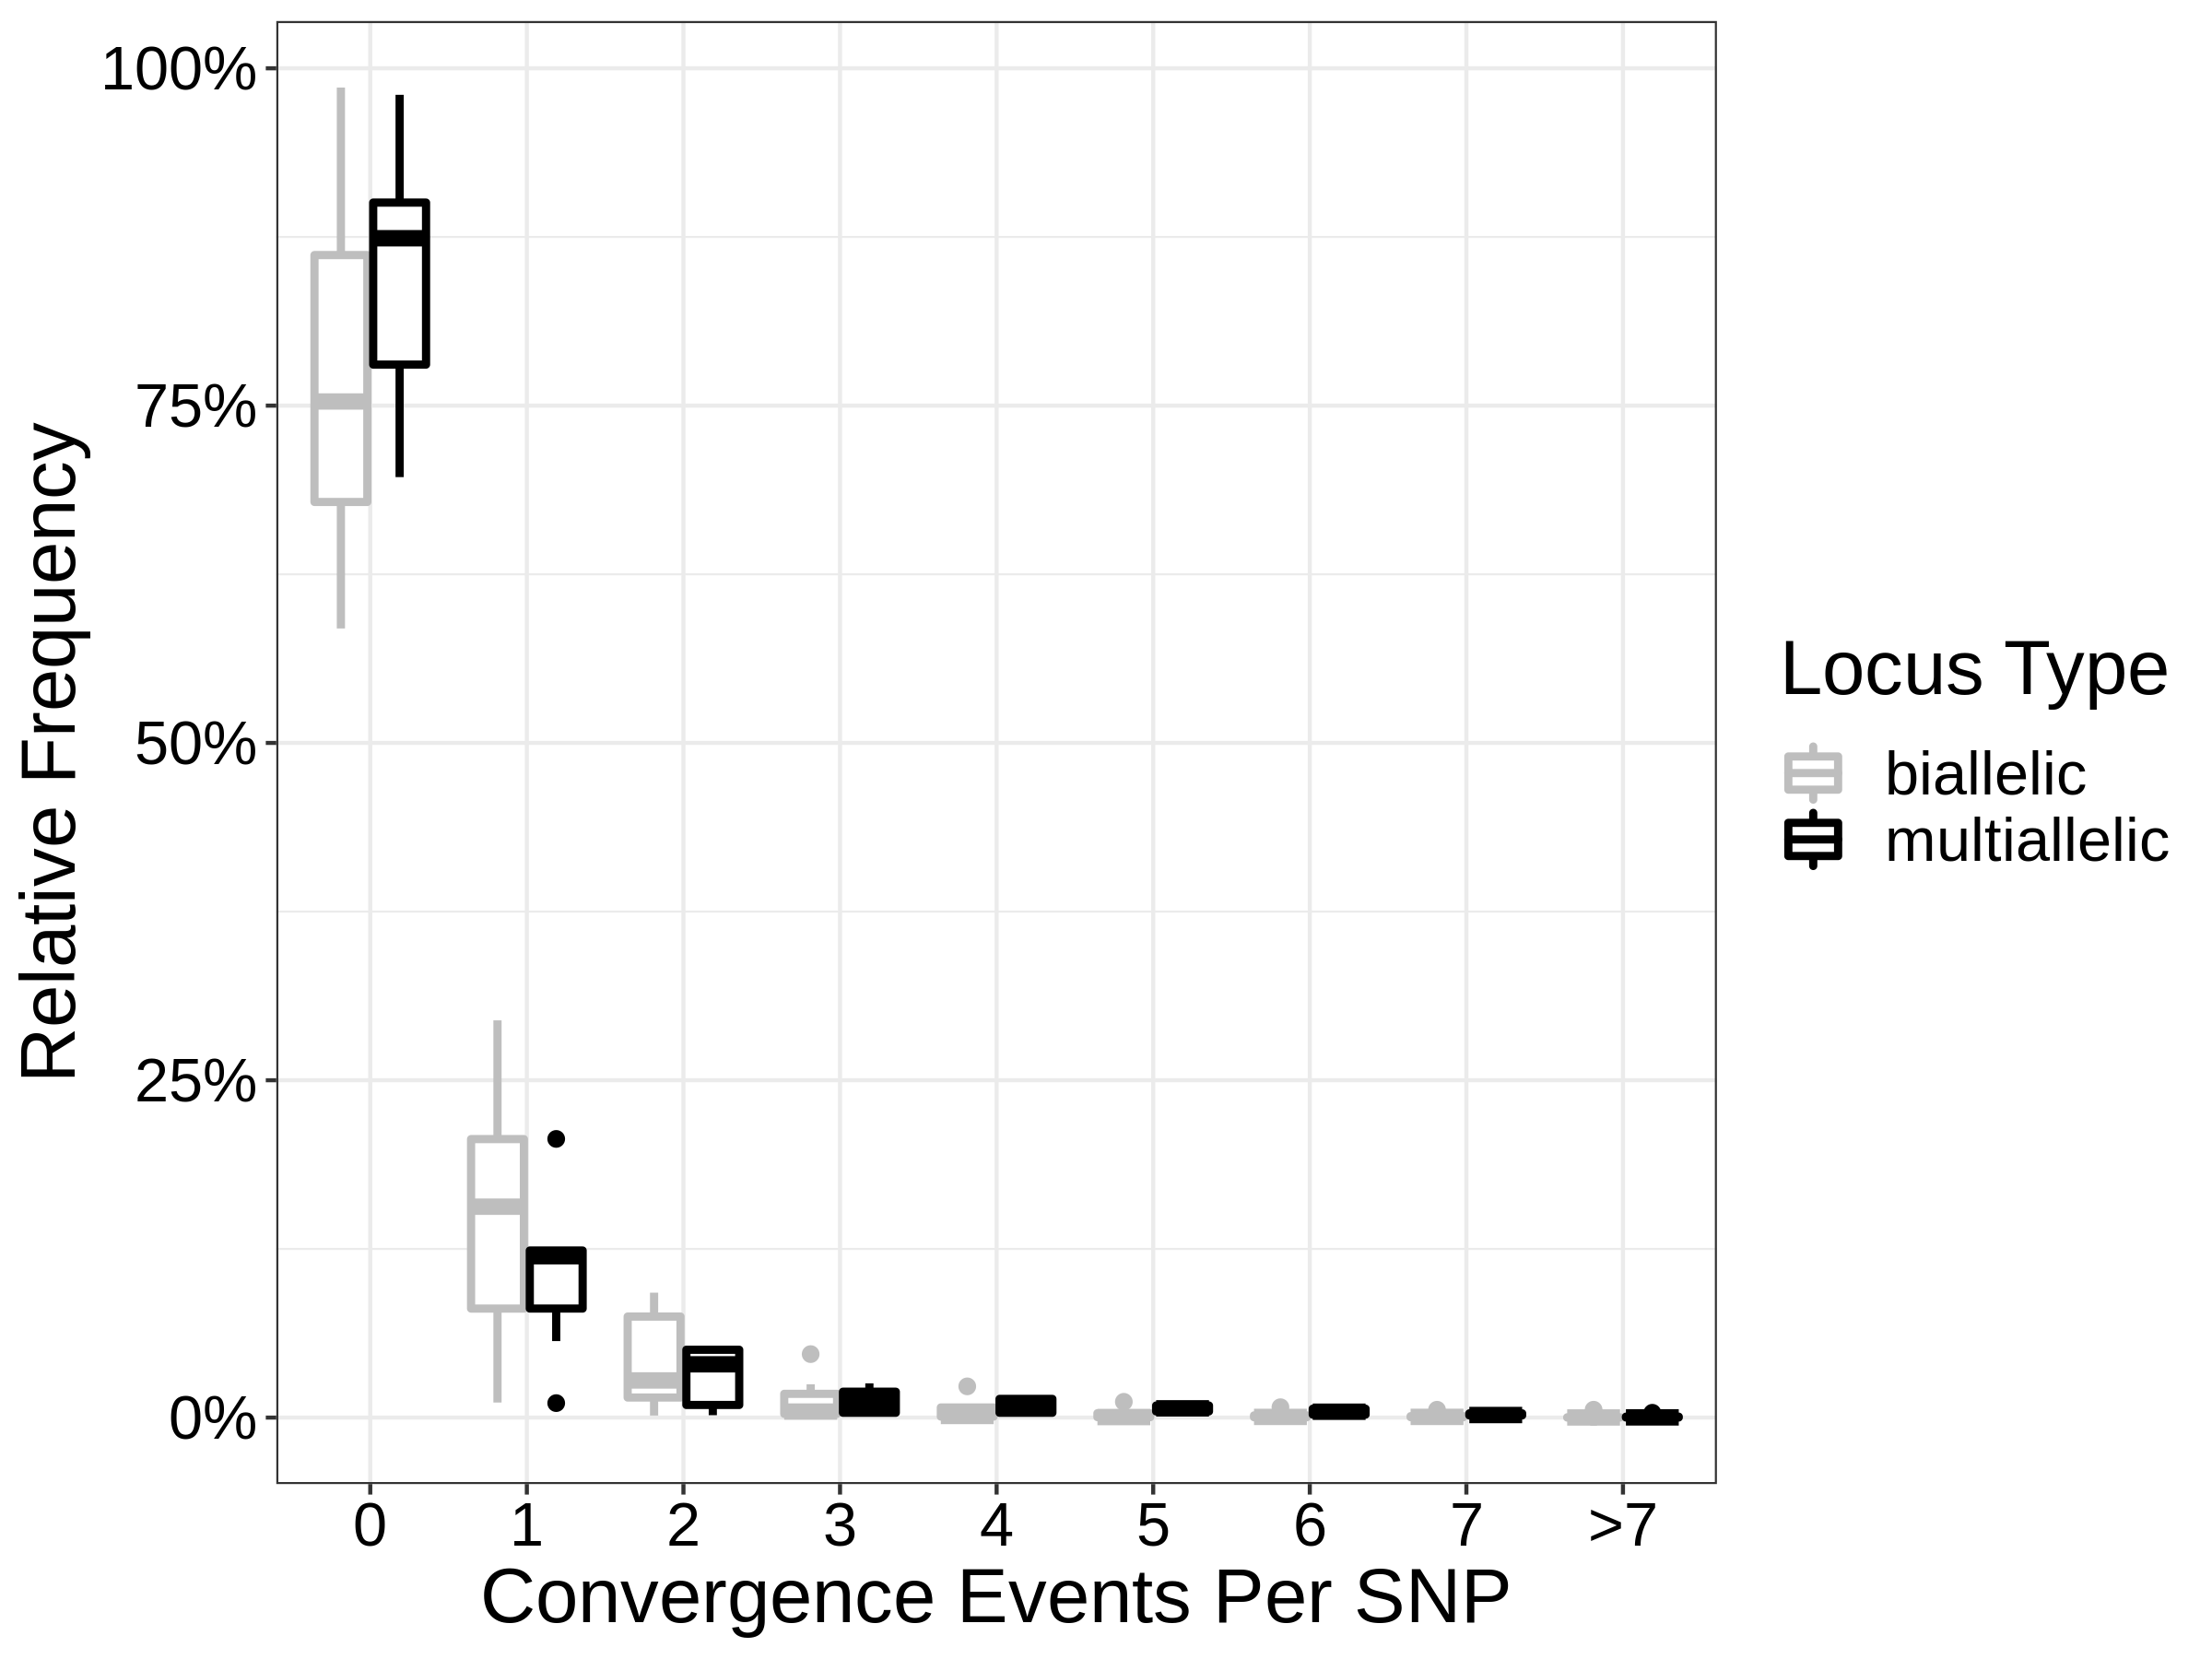 100%
75%
50%
25%
0%
Relative Frequency
0 1 2 3 4 5 6 7 >7
Convergence Events Per SNP
Locus Type
biallelic
multiallelic